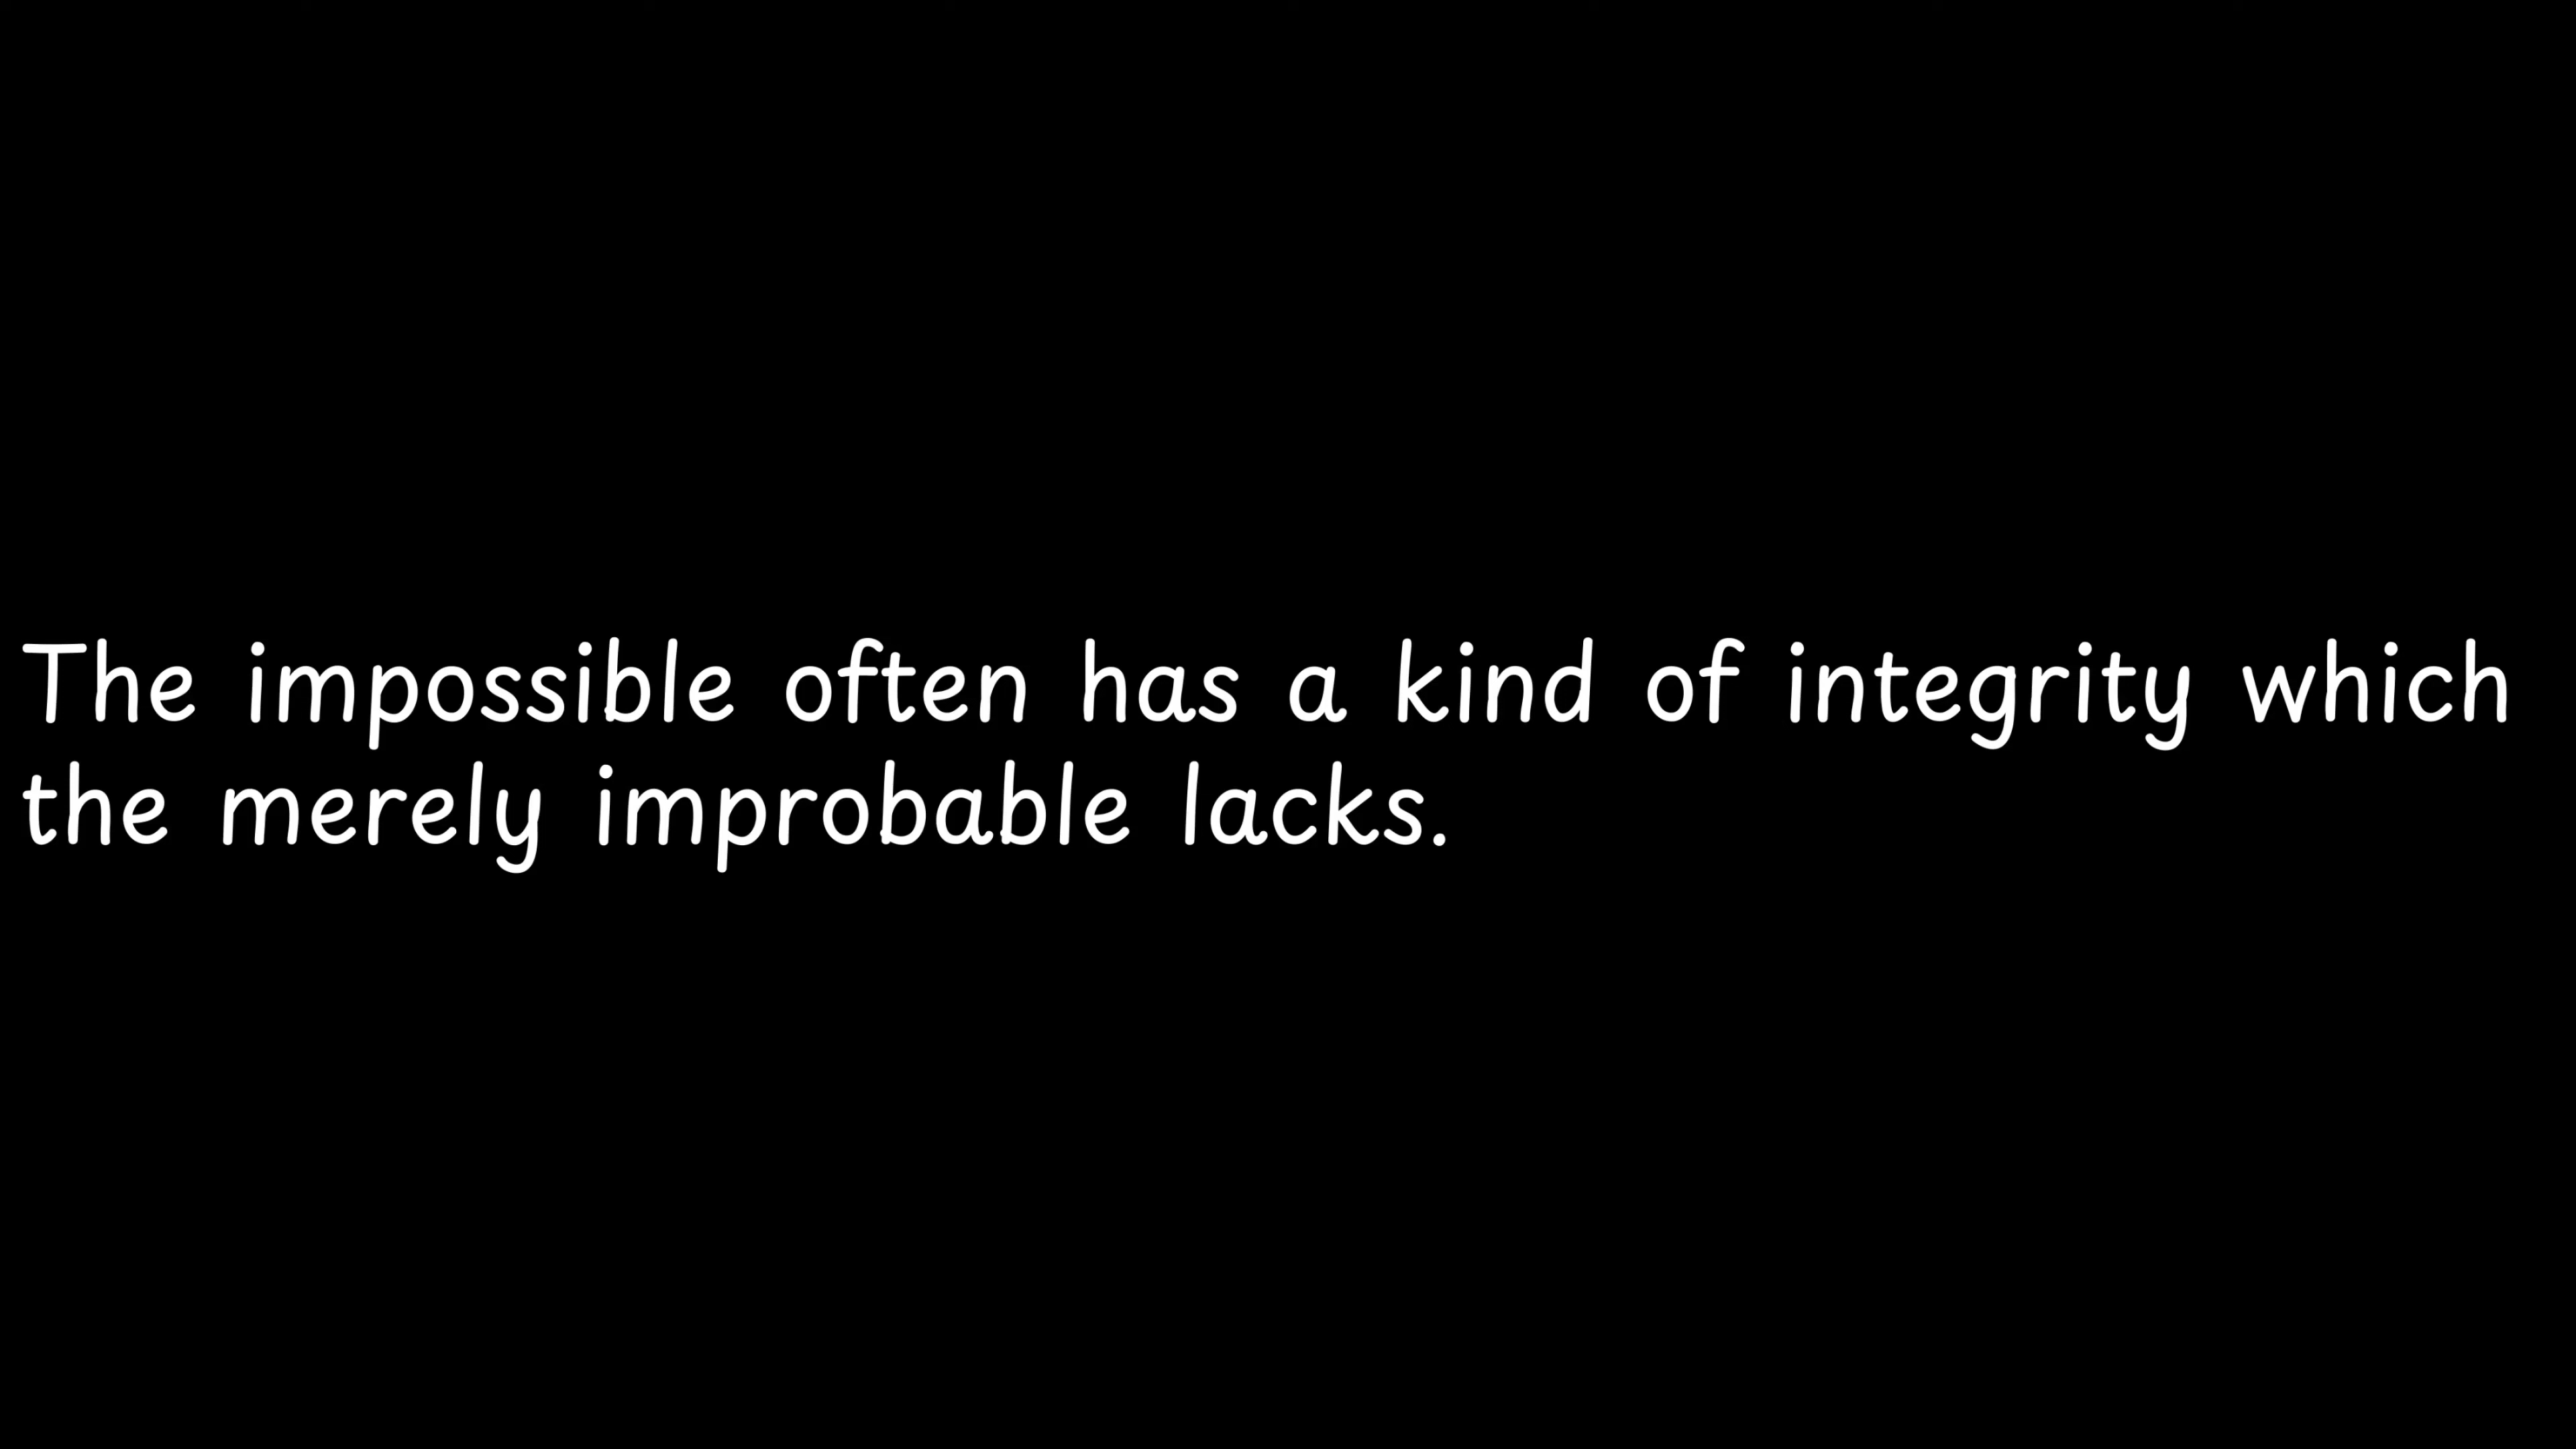 The impossible often has a kind of integrity which
the merely improbable lacks.